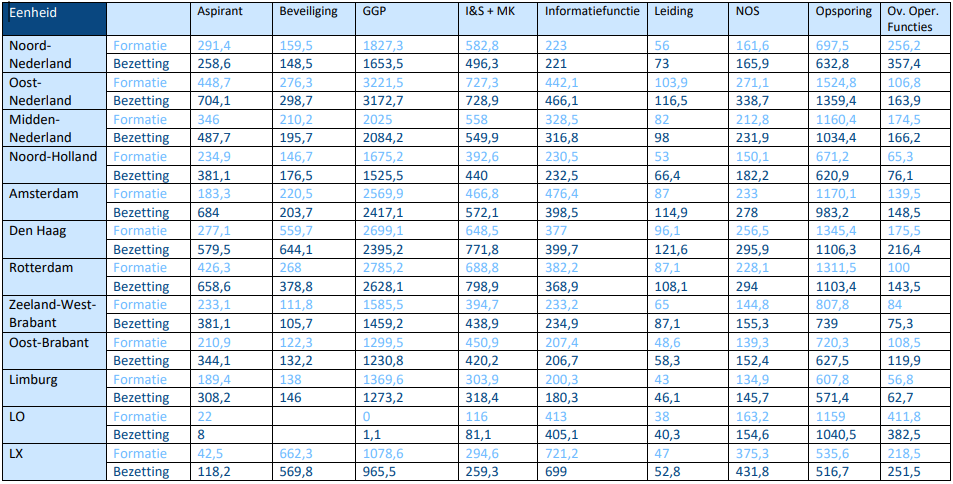 Eenheid Aspirant Beveiliging GGP I&S + MK Informatiefunctie Leiding NOS Opsporing Ov. Oper.
Functies
Noord- Formatie 291,4 159,5 1827,3 582,8 223 56 161,6 697,5 256,2
Nederland Bezetting 258,6 148,5 1653,5 496,3 221 73 165,9 632,8 357,4
Oost- Formatie 448,7 276,3 3221,5 727,3 442,1 103,9 271,1 1524,8 106,8
Nederland Bezetting 704,1 298,7 3172,7 728,9 466,1 116,5 338,7 1359,4 163,9
Midden- Formatie 346 210,2 2025 558 328,5 82 212,8 1160,4 174,5
Nederland Bezetting 487,7 195,7 2084,2 549,9 316,8 98 231,9 1034,4 166,2
Noord-Holland Formatie 234,9 146,7 1675,2 392,6 230,5 53 150,1 671,2 65,3
Bezetting 381,1 176,5 1525,5 440 232,5 66,4 182,2 620,9 76,1
Amsterdam Formatie 183,3 220,5 2569,9 466,8 476,4 87 233 1170,1 139,5
Bezetting 684 203,7 2417,1 572,1 398,5 114,9 278 983,2 148,5
Den Haag Formatie 277,1 559,7 2699,1 648,5 377 96,1 256,5 1345,4 175,5
Bezetting 579,5 644,1 2395,2 771,8 399,7 121,6 295,9 1106,3 216,4
Rotterdam Formatie 426,3 268 2785,2 688,8 382,2 87,1 228,1 1311,5 100
Bezetting 658,6 378,8 2628,1 798,9 368,9 108,1 294 1103,4 143,5
Zeeland-West- Formatie 233,1 111,8 1585,5 394,7 233,2 65 144,8 807,8 84
Brabant Bezetting 381,1 105,7 1459,2 438,9 234,9 87,1 155,3 739 75,3
Oost-Brabant Formatie 210,9 122,3 1299,5 450,9 207,4 48,6 139,3 720,3 108,5
Bezetting 344,1 132,2 1230,8 420,2 206,7 58,3 152,4 627,5 119,9
Limburg Formatie 189,4 138 1369,6 303,9 200,3 43 134,9 607,8 56,8
Bezetting 308,2 146 1273,2 318,4 180,3 46,1 145,7 571,4 62,7
LO Formatie 22 0 116 413 38 163,2 1159 411,8
Bezetting 8 1,1 81,1 405,1 40,3 154,6 1040,5 382,5
LX Formatie 42,5 662,3 1078,6 294,6 721,2 47 375,3 535,6 218,5
Bezetting 118,2 569,8 965,5 259,3 699 52,8 431,8 516,7 251,5